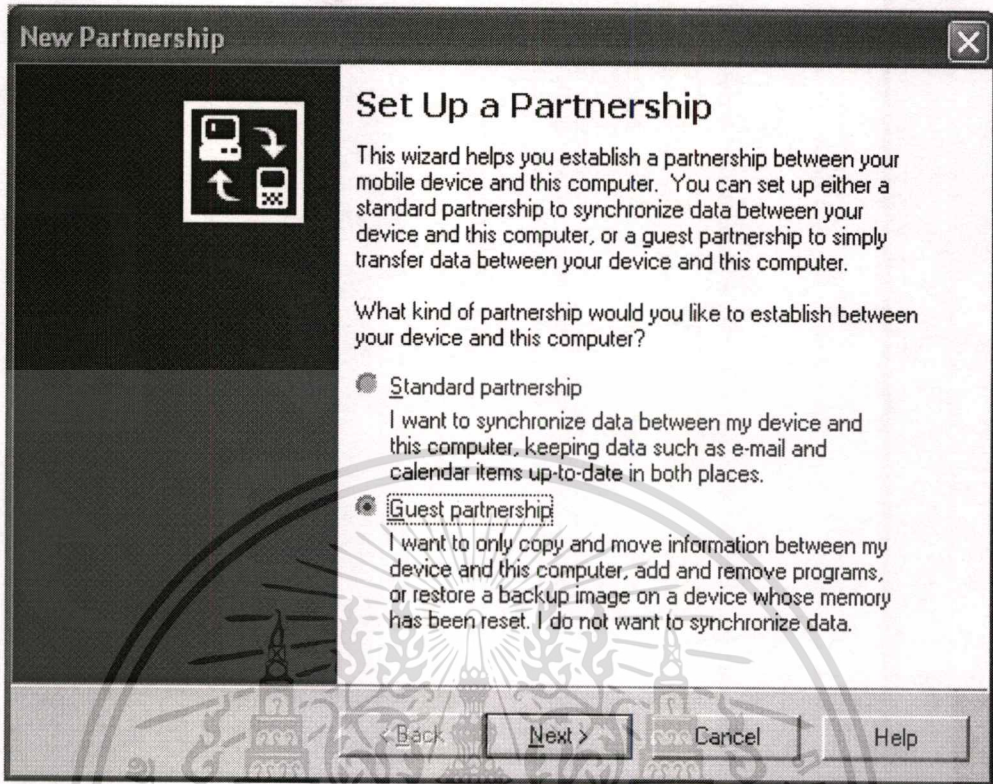 New Partnership
Set Up a Partnership
This wizard helps you establish a partnership between your
mobile device and this computer. You can set up either a
standard partnership to synchronize data between your
device and this computer, or a guest partnership to simply
transfer data between your device and this computer.
What kind of partnership would you like to establish between
your device and this computer?
Standard partnership
I want to synchronize data between my device and
this computer, keeping data such as e-mail and
calendar items up-to-date in both places.
Guest partnership
I want to only copy and move information between my
device and this computer, add and remove programs,
or restore a backup image on a device whose memory
has been reset. I do not want to synchronize data.
< Back Next > Cancel Help